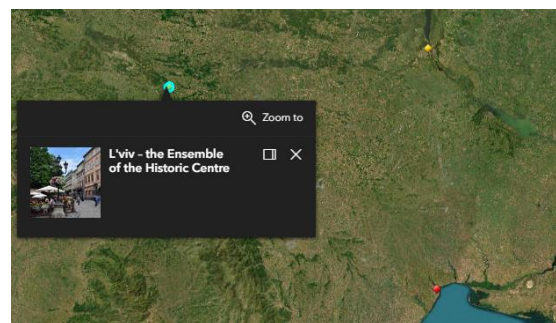 Zoom to
L'viv – the Ensemble
of the Historic Centre